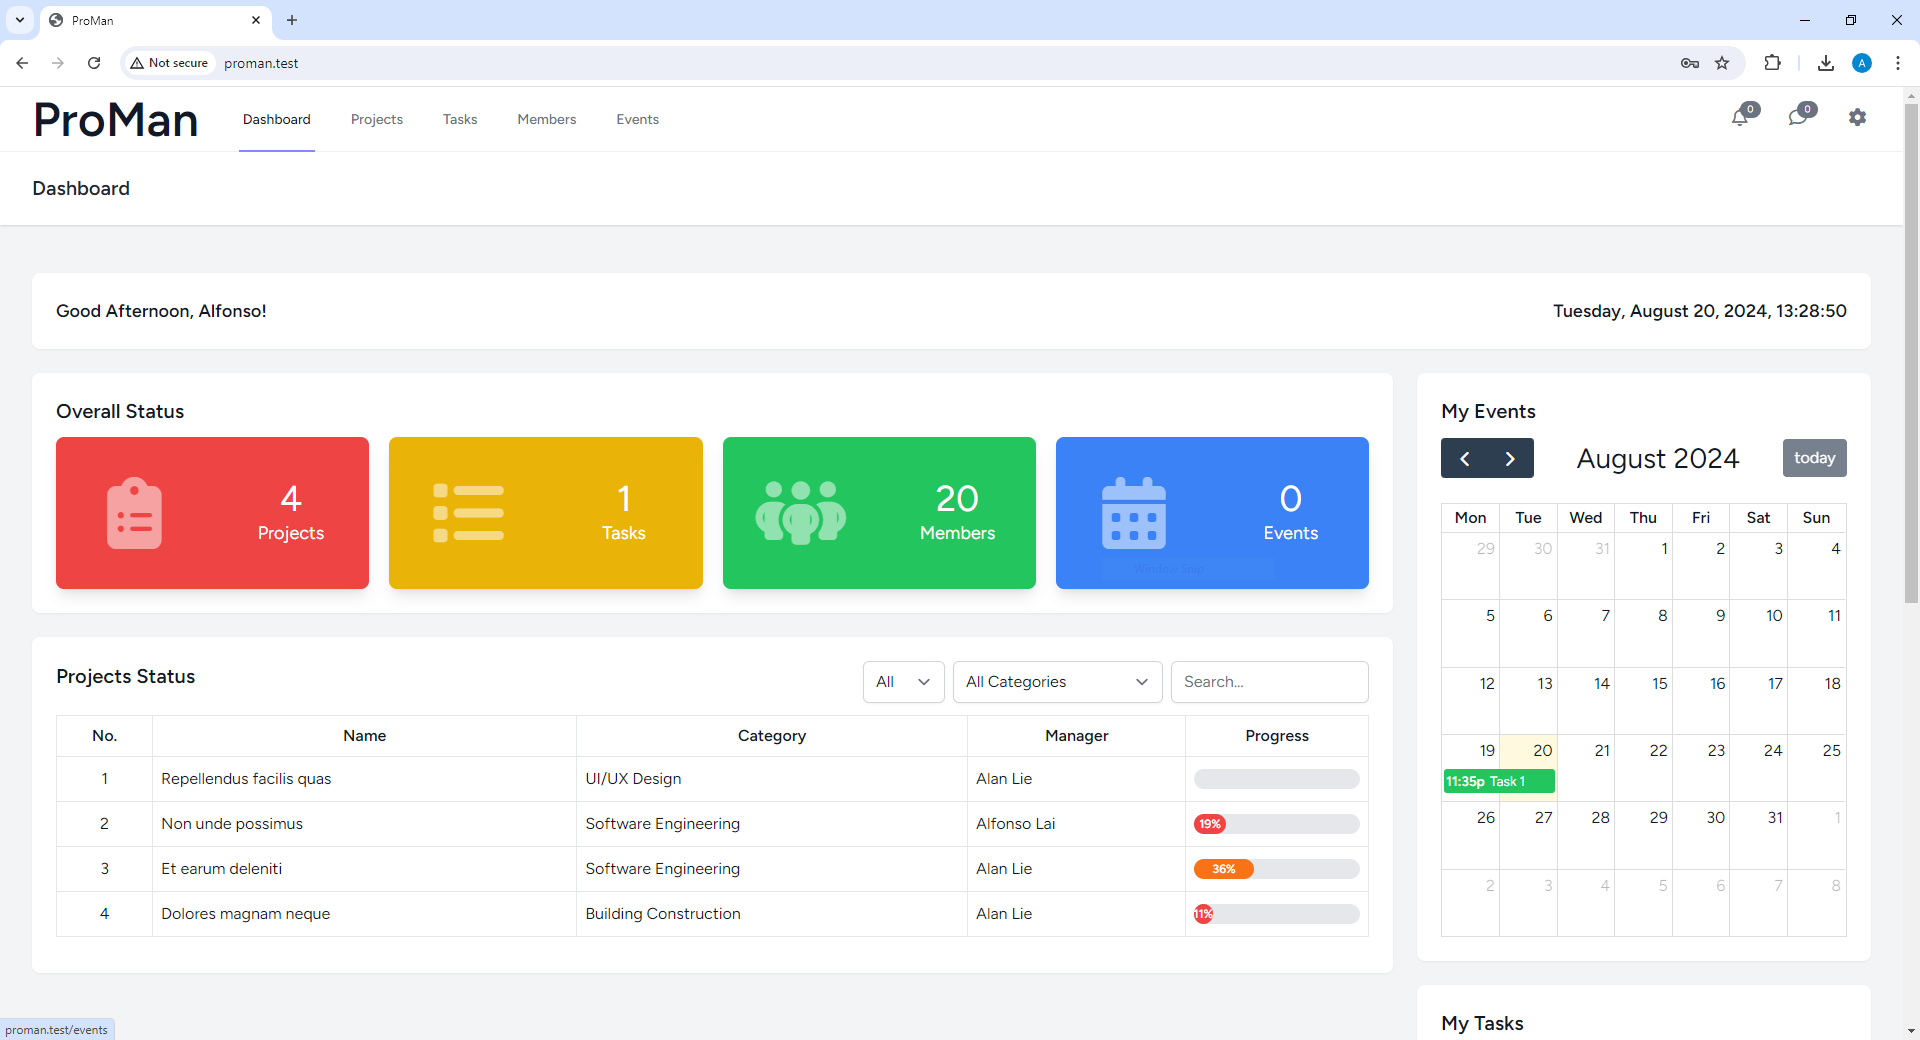 ProMan
Not secure
proman.test
A
ProMan
Dashboard
Projects
Tasks
Members
Events
0
0
Dashboard
Good Afternoon, Alfonso!
Tuesday, August 20, 2024, 13:28:50
Overall Status
4
Projects
1
Tasks
20
Members
0
Events
Window Snip
My Events
August 2024
today
Mon Tue Wed Thu Fri Sat Sun
29 30 31 1 2 3 4
5 6 7 8 9 10 11
12 13 14 15 16 17 18
19 20 21 22 23 24 25
11:35p Task 1
26 27 28 29 30 31 1
2 3 4 5 6 7 8
Projects Status
All
All Categories
Search...
No. Name Category Manager Progress
1 Repellendus facilis quas UI/UX Design Alan Lie
2 Non unde possimus Software Engineering Alfonso Lai 19%
3 Et earum deleniti Software Engineering Alan Lie 36%
4 Dolores magnam neque Building Construction Alan Lie 11%
My Tasks
proman.test/events